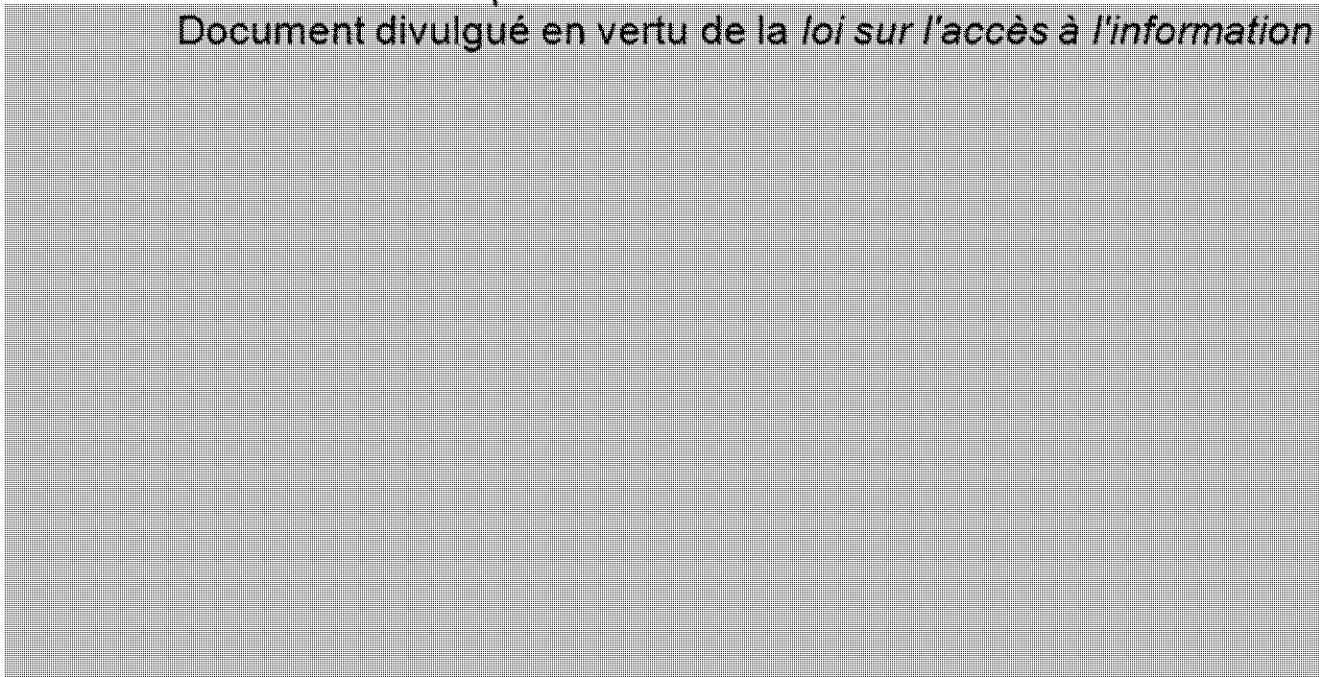 Document divulgué en vertu de la loi sur l'accès à l'information